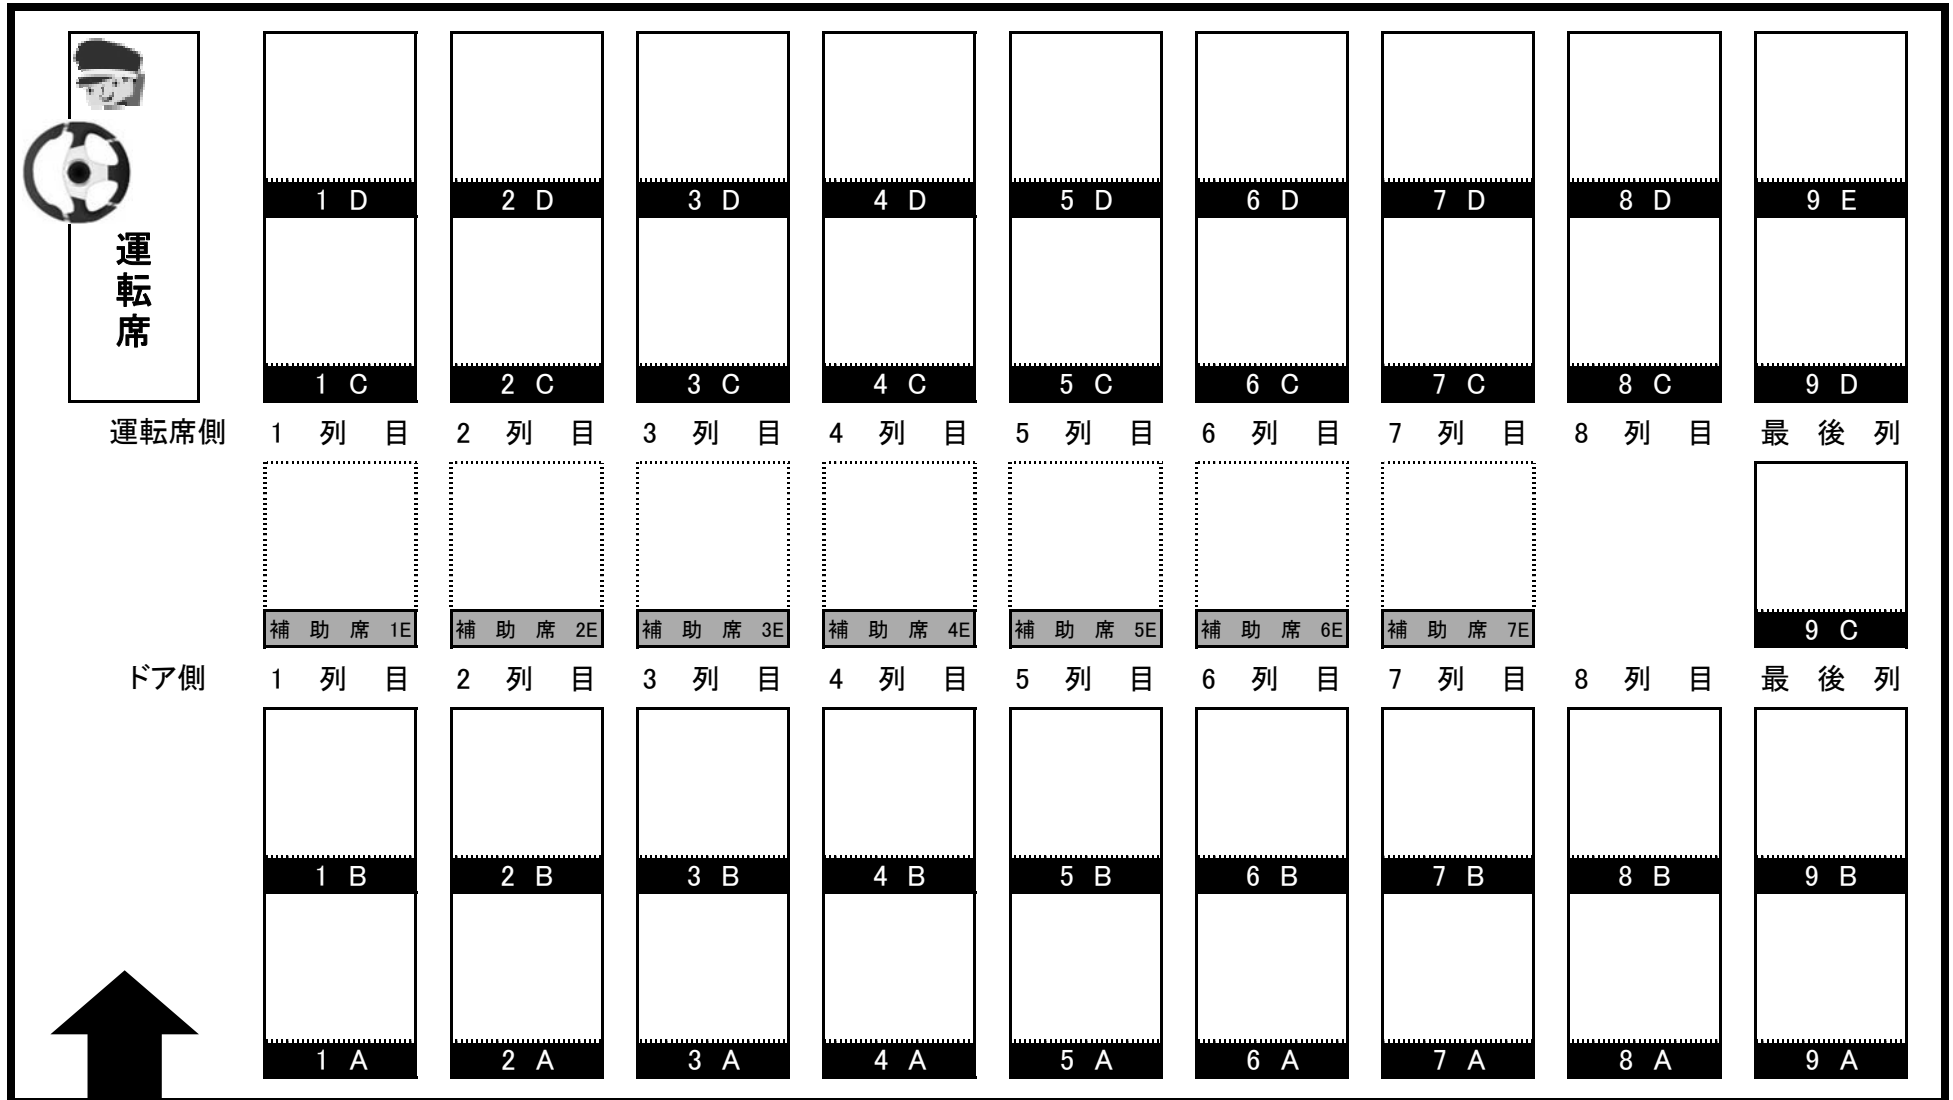 1 D 2 D 3 D 4 D 5 D 6 D 7 D 8 D 9 E
運転席
1 C 2 C 3 C 4 C 5 C 6 C 7 C 8 C 9 D
運転席側 1 列 目 2 列 目 3 列 目 4 列 目 5 列 目 6 列 目 7 列 目 8 列 目 最 後 列
補 助 席 1E 補 助 席 2E 補 助 席 3E 補 助 席 4E 補 助 席 5E 補 助 席 6E 補 助 席 7E 9 C
ドア側 1 列 目 2 列 目 3 列 目 4 列 目 5 列 目 6 列 目 7 列 目 8 列 目 最 後 列
1 B 2 B 3 B 4 B 5 B 6 B 7 B 8 B 9 B
1 A 2 A 3 A 4 A 5 A 6 A 7 A 8 A 9 A